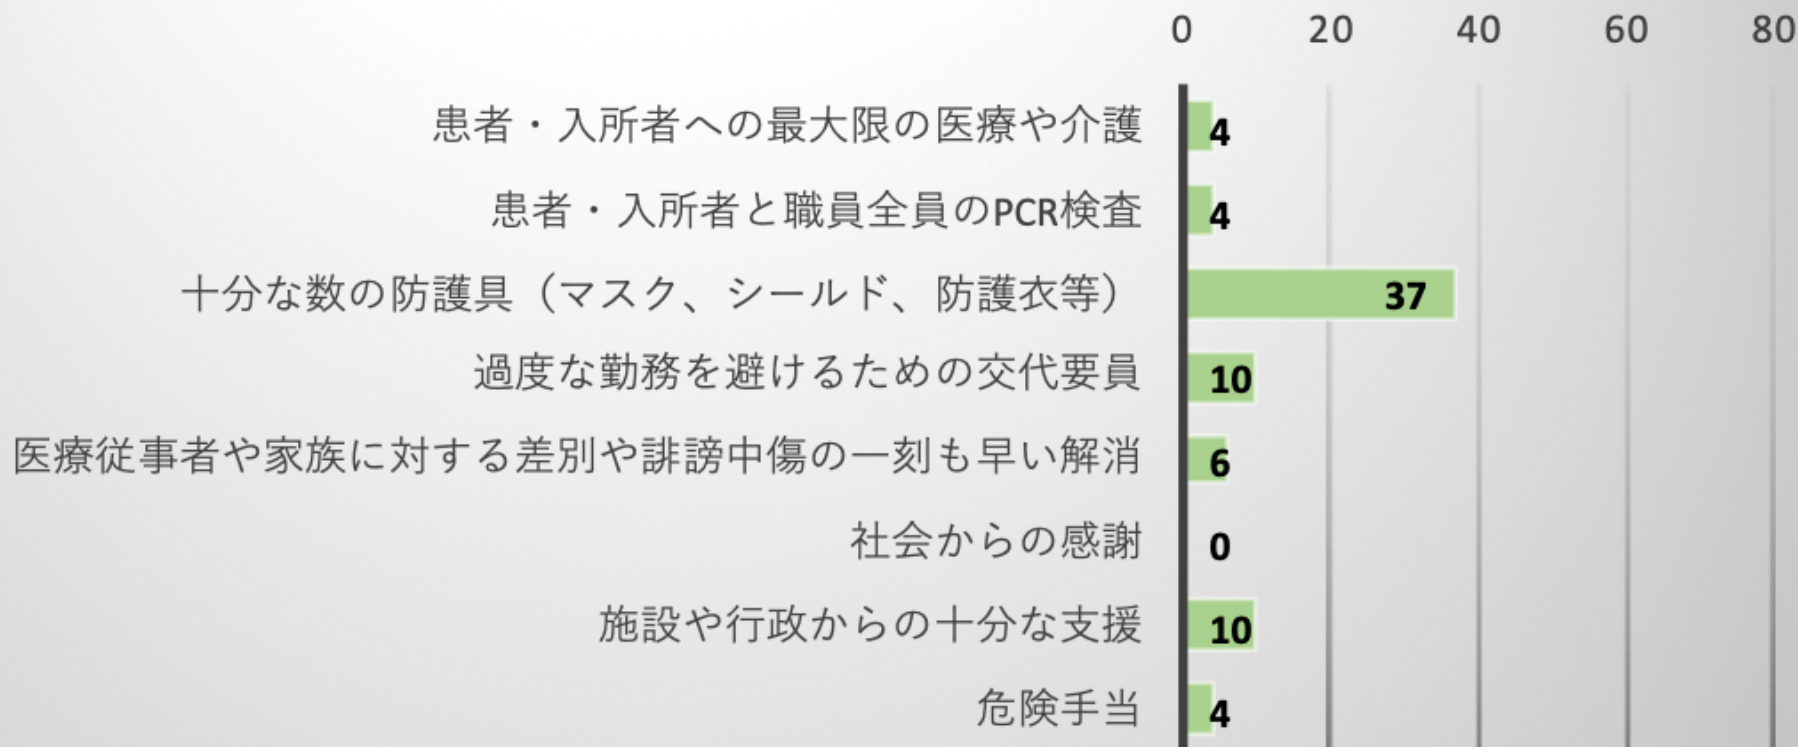 0 20 40 60 80
患者・入所者への最大限の医療や介護 4
患者・入所者と職員全員のPCR検査 4
十分な数の防護具（マスク、シールド、防護衣等） 37
過度な勤務を避けるための交代要員 10
医療従事者や家族に対する差別や誹謗中傷の一刻も早い解消 6
社会からの感謝 0
施設や行政からの十分な支援 10
危険手当 4